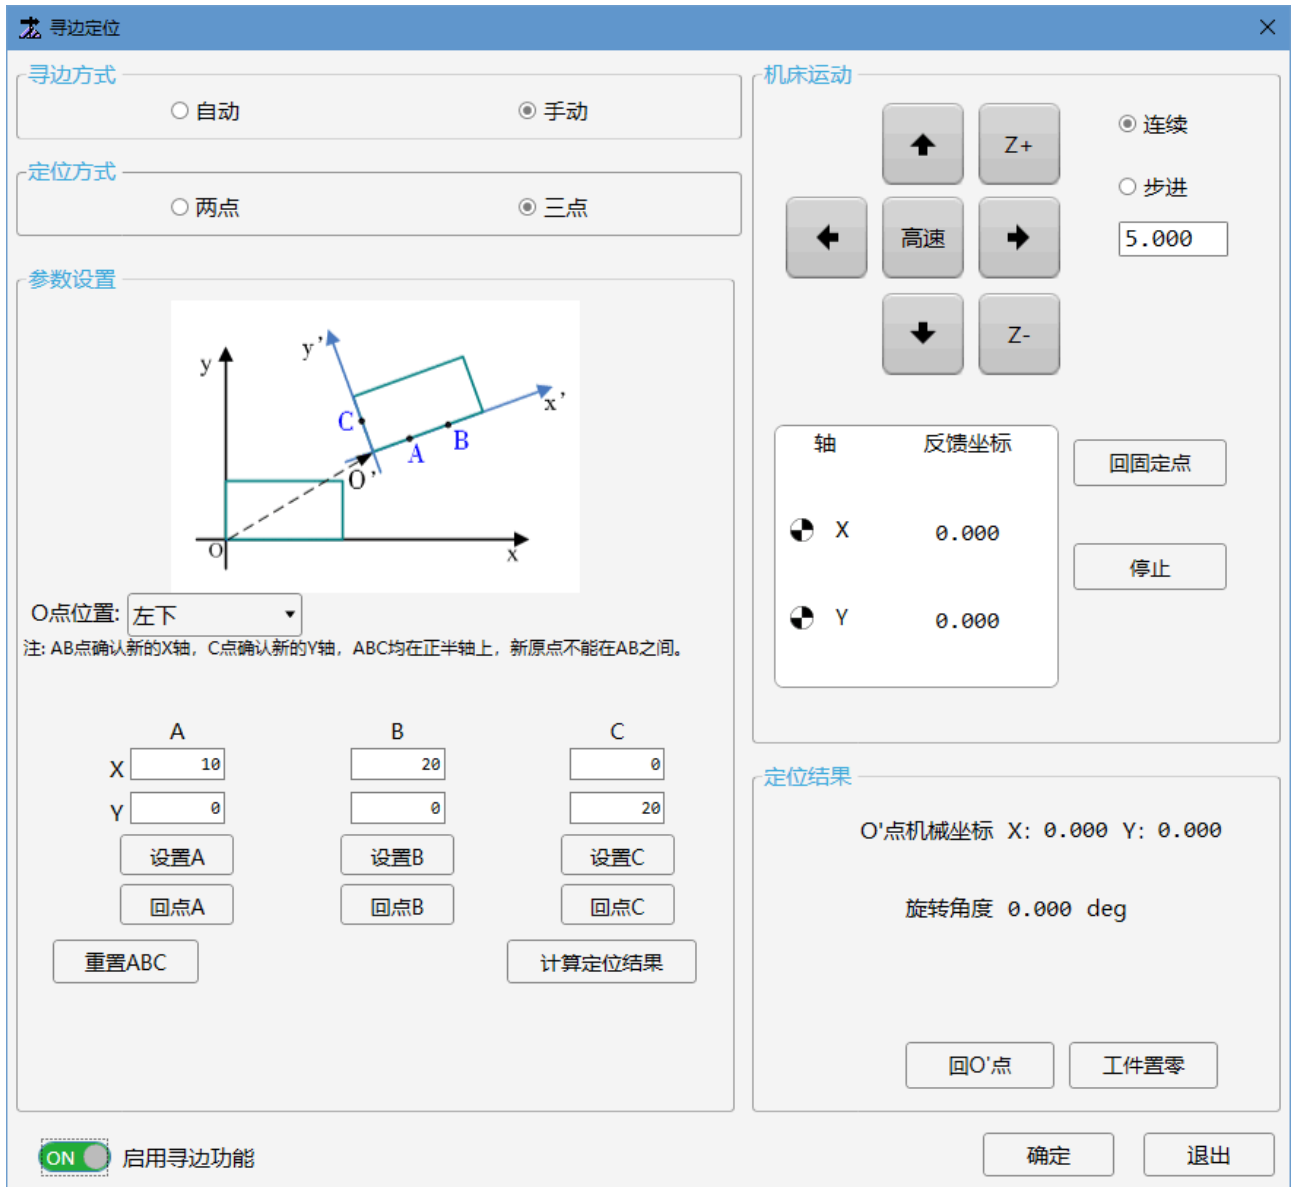 寻边定位
寻边方式
自动 手动
定位方式
两点 三点
参数设置
y y' x' C A B O' O x
O点位置: 左下
注: AB点确认新的X轴，C点确认新的Y轴，ABC均在正半轴上，新原点不能在AB之间。
A B C
X 10 20 0
Y 0 0 20
设置A 设置B 设置C
回点A 回点B 回点C
重置ABC 计算定位结果
ON 启用寻边功能
机床运动
Z+ 连续
步进
高速 5.000
Z-
轴 反馈坐标
X 0.000
Y 0.000
回固定点
停止
定位结果
O'点机械坐标 X: 0.000 Y: 0.000
旋转角度 0.000 deg
回O'点 工件置零
确定 退出